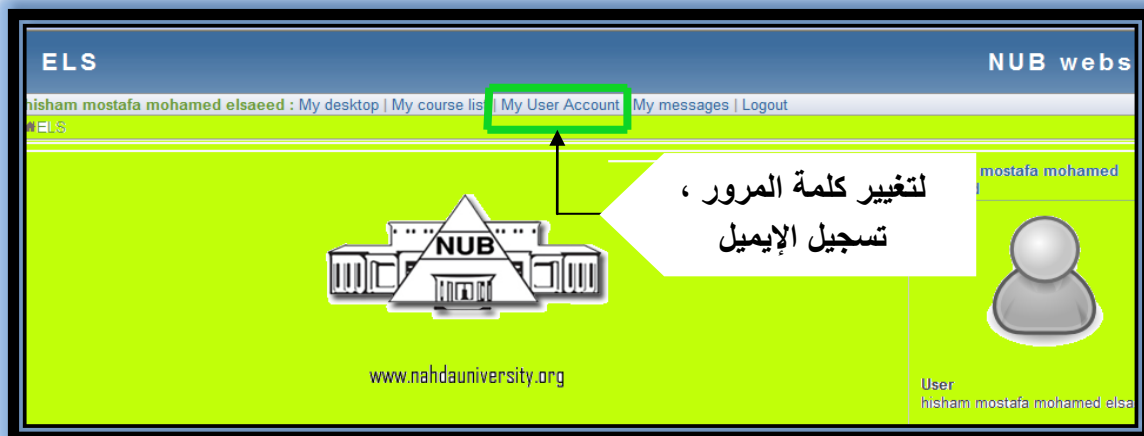 ELS
NUB webs
hisham mostafa mohamed elsaeed : My desktop | My course list | My User Account | My messages | Logout
ELS
لتغيير كلمة المرور ،
تسجيل الإيميل
mostafa mohamed
NUB
www.nahdauniversity.org
User
hisham mostafa mohamed elsa